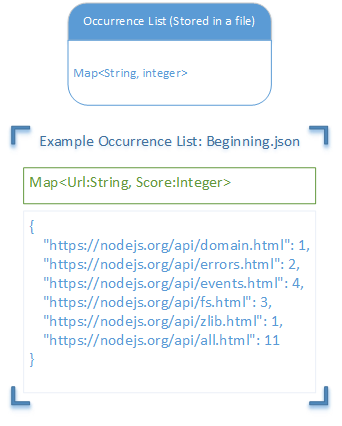 Occurrence List (Stored in a file)
Map<String, integer>
Example Occurrence List: Beginning.json
Map<Url:String, Score:Integer>
{
"https://nodejs.org/api/domain.html": 1,
"https://nodejs.org/api/errors.html": 2,
"https://nodejs.org/api/events.html": 4,
"https://nodejs.org/api/fs.html": 3,
"https://nodejs.org/api/zlib.html": 1,
"https://nodejs.org/api/all.html": 11
}